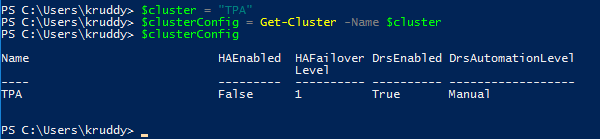 PS C:\Users\kruddy> $cluster = "TPA"
PS C:\Users\kruddy> $clusterConfig = Get-Cluster -Name $cluster
PS C:\Users\kruddy> $clusterConfig
Name HAEnabled HAFailover DrsEnabled DrsAutomationLevel
Level
---- --------- ---------- ---------- ------------------
TPA False 1 True Manual
PS C:\Users\kruddy> _